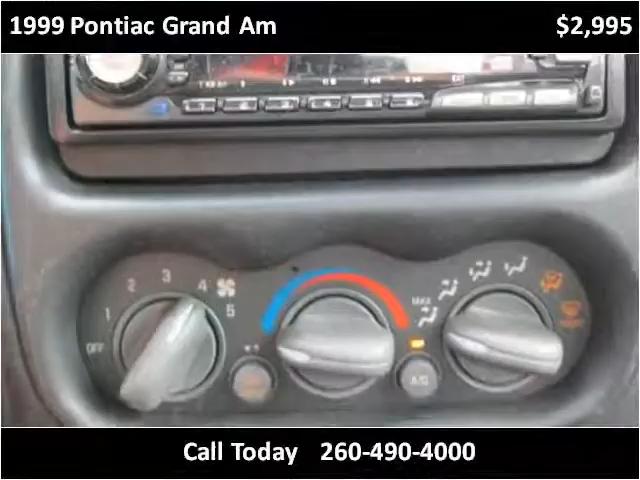 1999 Pontiac Grand Am $2,995
3
2 4
1 5
MAX
OFF
A/C
Call Today 260-490-4000